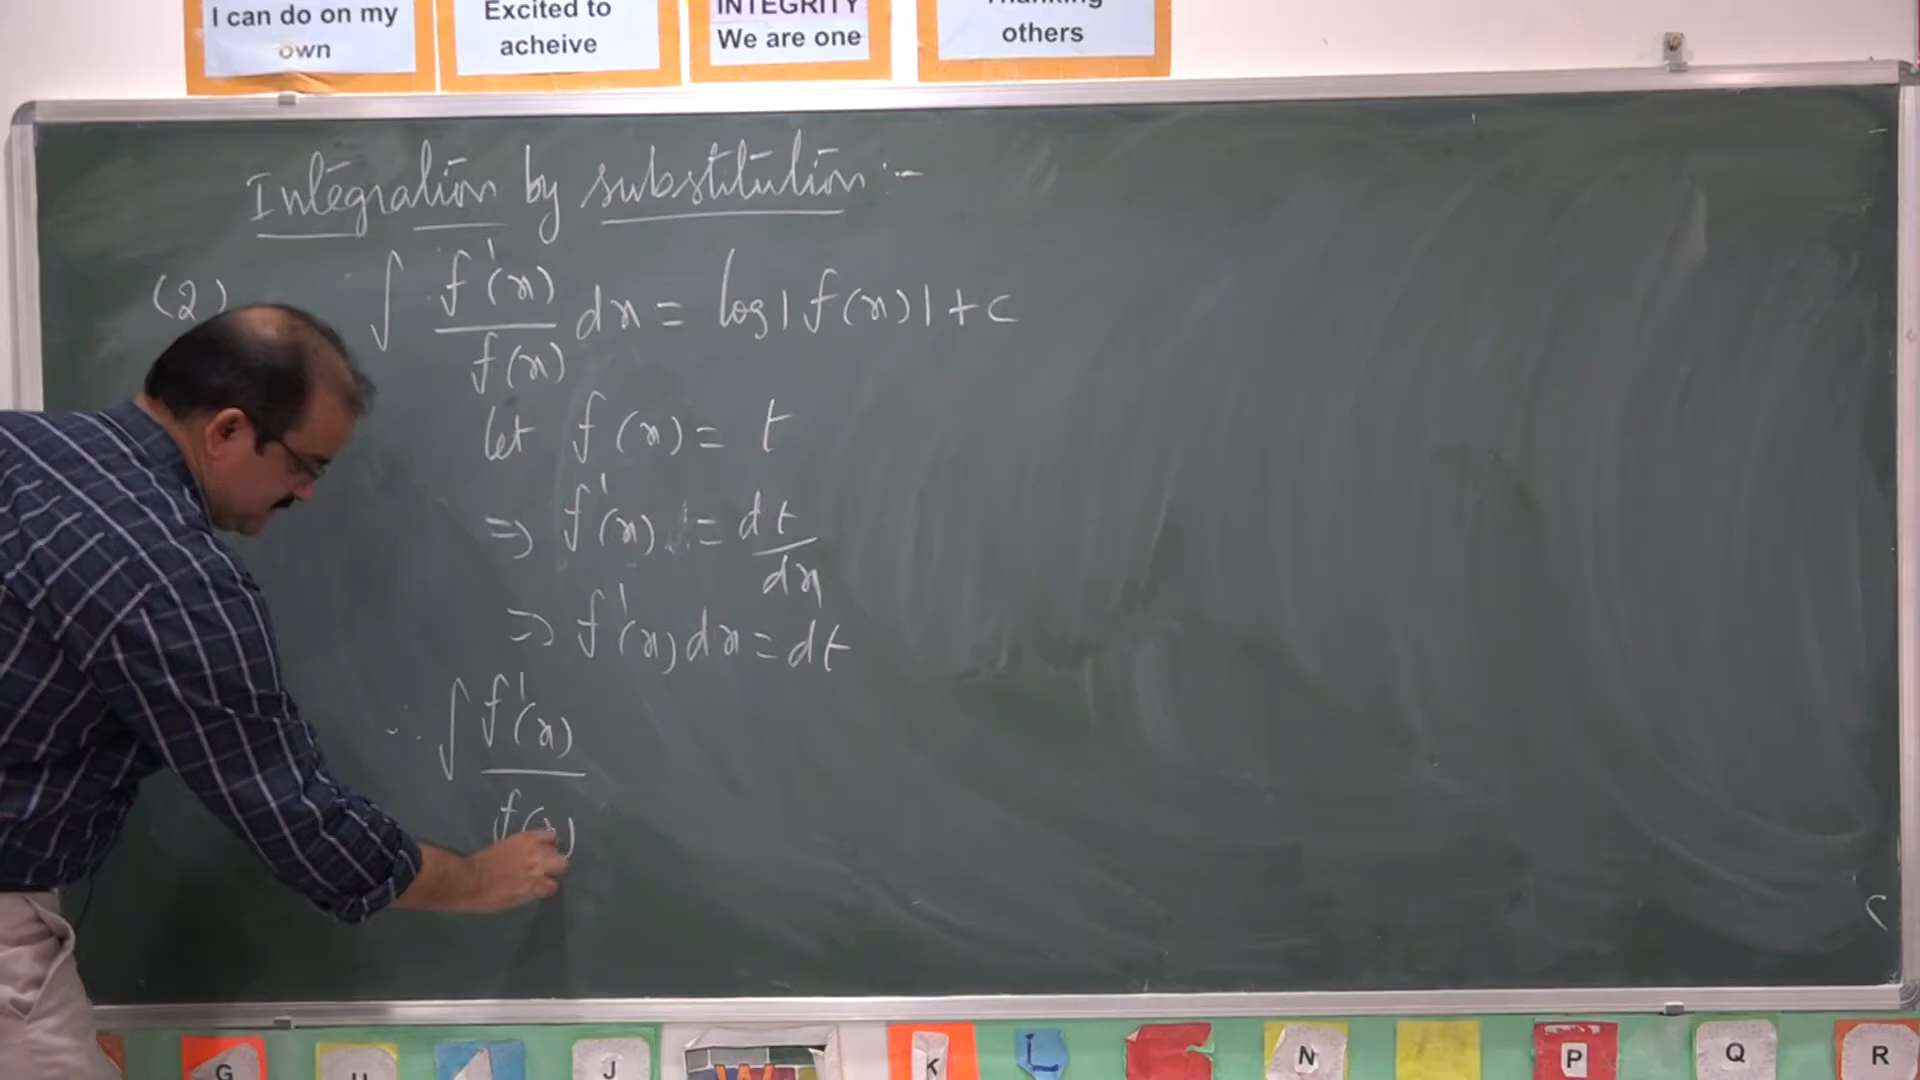 I can do on my
own
Excited to
acheive
INTEGRITY
We are one
Thanking
others
Integration by substitution :-
(2) ∫ f'(x)/f(x) dx = log|f(x)| + c
let f(x) = t
⇒ f'(x) = dt/dx
⇒ f'(x)dx = dt
∴ ∫ f'(x)/f(x)
G J W K L N P Q R